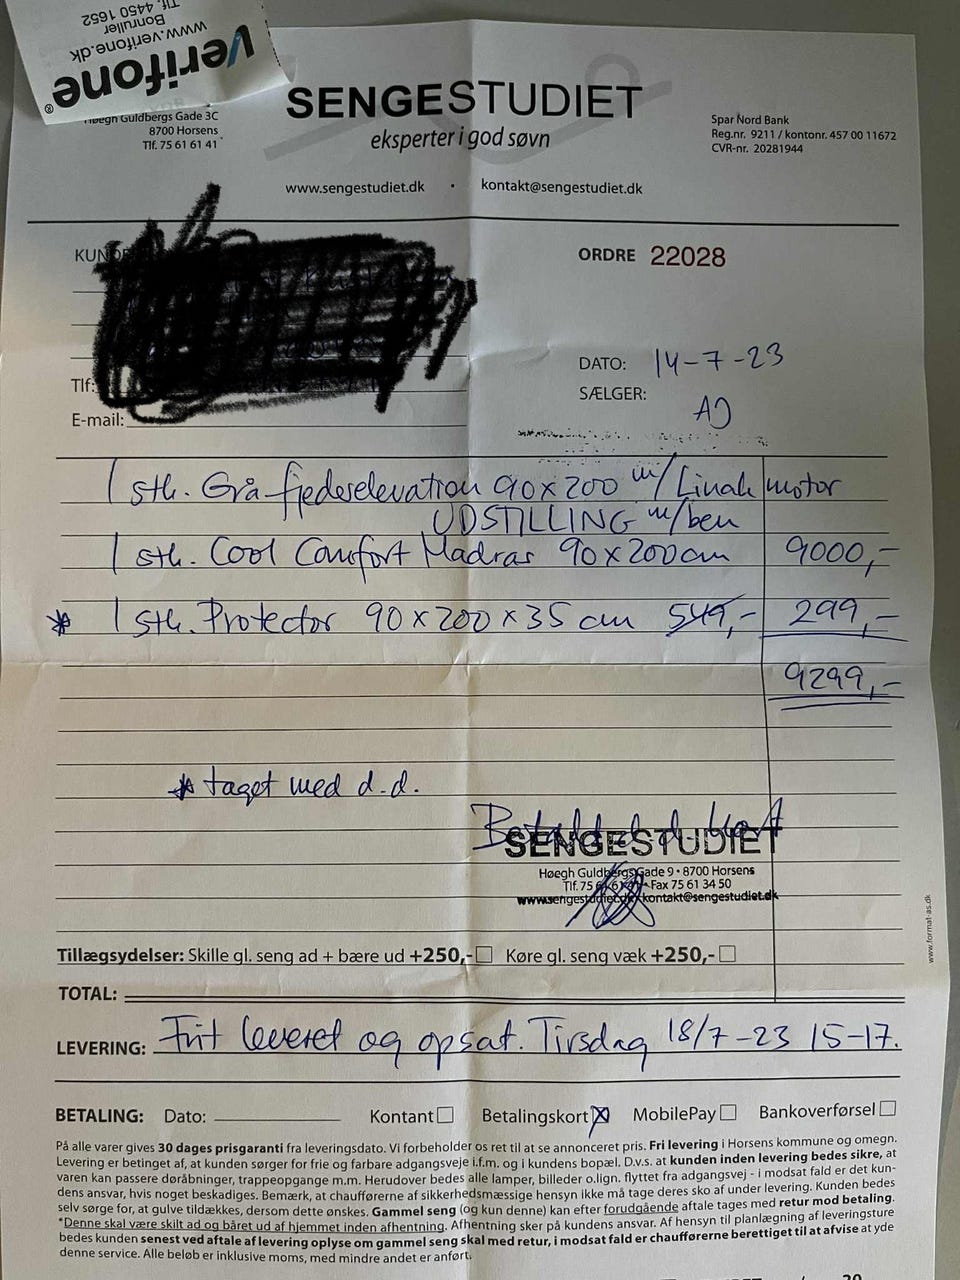 verifone®
www.verifone.dk
Bonruller
Tlf. 4450 1652
SENGESTUDIET
eksperter i god søvn
Høegh Guldbergs Gade 3C
8700 Horsens
Tlf. 75 61 61 41
Spar Nord Bank
Reg.nr. 9211 / kontonr. 457 00 11672
CVR-nr. 20281944
www.sengestudiet.dk • kontakt@sengestudiet.dk
ORDRE 22028
DATO: 14-7-23
SÆLGER: AJ
Tlf:
E-mail:
1 stk. Grå fjederelevation 90x200 m/Linak motor
UDSTILLING m/ben
1 stk. Cool Comfort Madras 90x200cm 9000,-
* 1 stk. Protector 90x200x35 cm 549,- 299,-
9299,-
* taget med d.d.
Betalt d.d. kort
SENGESTUDIET
Høegh Guldbergs Gade 9 • 8700 Horsens
Tlf. 75 61 61 41 • Fax 75 61 34 50
www.sengestudiet.dk kontakt@sengestudiet.dk
www.format-as.dk
Tillægsydelser: Skille gl. seng ad + bære ud +250,- Køre gl. seng væk +250,-
TOTAL:
LEVERING: Frit leveret og opsat. Tirsdag 18/7-23 15-17.
BETALING: Dato: Kontant Betalingskort MobilePay Bankoverførsel
På alle varer gives 30 dages prisgaranti fra leveringsdato. Vi forbeholder os ret til at se annonceret pris. Fri levering i Horsens kommune og omegn.
Levering er betinget af, at kunden sørger for frie og farbare adgangsveje i.f.m. og i kundens bopæl. D.v.s. at kunden inden levering bedes sikre, at
varen kan passere døråbninger, trappeopgange m.m. Herudover bedes alle lamper, billeder o.lign. flyttet fra adgangsvej - i modsat fald er det kun-
dens ansvar, hvis noget beskadiges. Bemærk, at chaufførerne af sikkerhedsmæssige hensyn ikke må tage deres sko af under levering. Kunden bedes
selv sørge for, at gulve tildækkes, dersom dette ønskes. Gammel seng (og kun denne) kan efter forudgående aftale tages med retur mod betaling.
*Denne skal være skilt ad og båret ud af hjemmet inden afhentning. Afhentning sker på kundens ansvar. Af hensyn til planlægning af leveringsture
bedes kunden senest ved aftale af levering oplyse om gammel seng skal med retur, i modsat fald er chaufførerne berettiget til at afvise at yde
denne service. Alle beløb er inklusive moms, med mindre andet er anført.